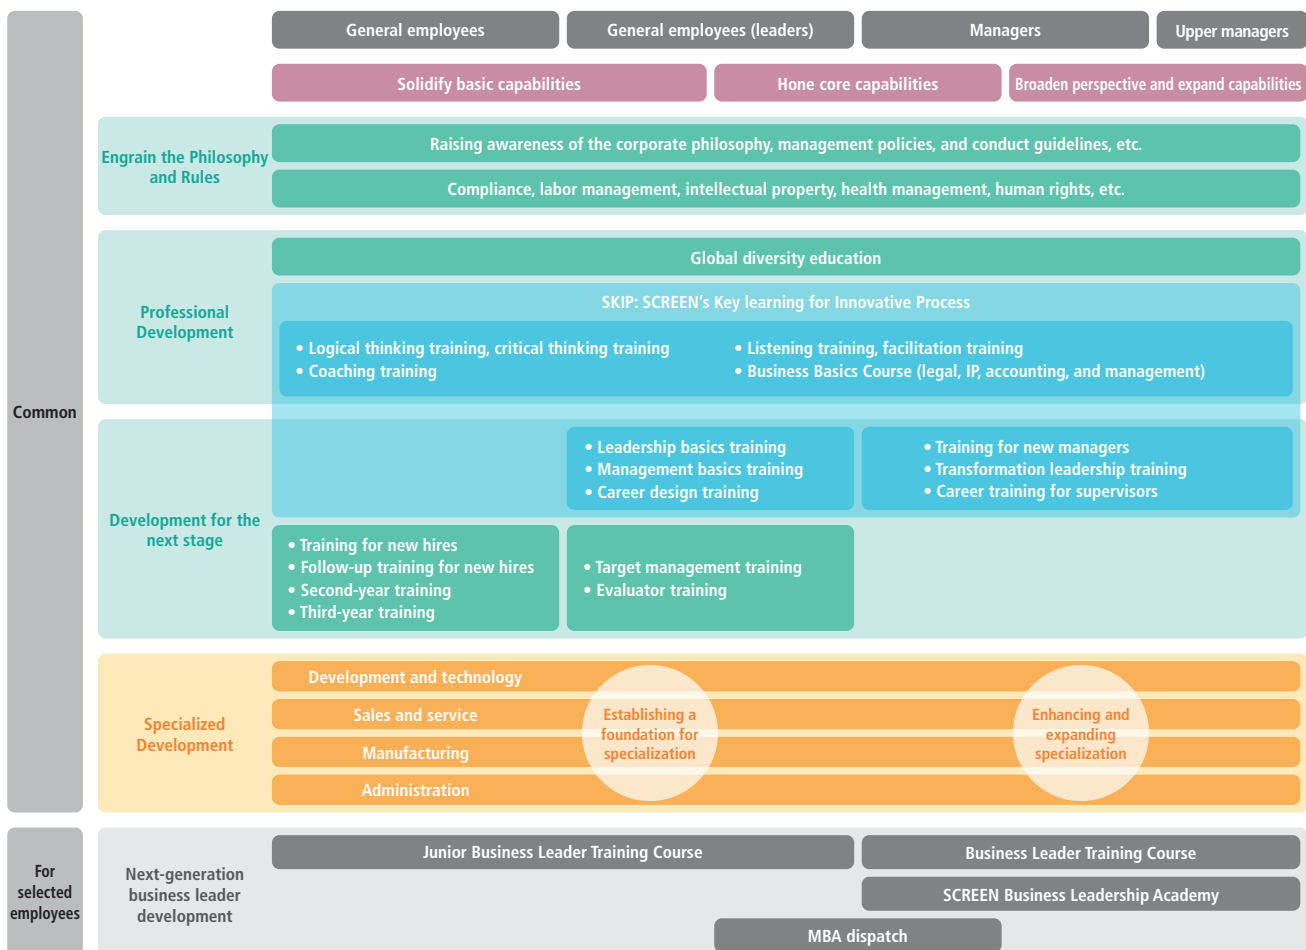 General employees
General employees (leaders)
Managers
Upper managers
Solidify basic capabilities
Hone core capabilities
Broaden perspective and expand capabilities
Common
Engrain the Philosophy
and Rules
Raising awareness of the corporate philosophy, management policies, and conduct guidelines, etc.
Compliance, labor management, intellectual property, health management, human rights, etc.
Professional
Development
Global diversity education
SKIP: SCREEN’s Key learning for Innovative Process
• Logical thinking training, critical thinking training
• Coaching training
• Listening training, facilitation training
• Business Basics Course (legal, IP, accounting, and management)
Development for the
next stage
• Leadership basics training
• Management basics training
• Career design training
• Training for new managers
• Transformation leadership training
• Career training for supervisors
• Training for new hires
• Follow-up training for new hires
• Second-year training
• Third-year training
• Target management training
• Evaluator training
Specialized
Development
Development and technology
Sales and service
Manufacturing
Administration
Establishing a
foundation for
specialization
Enhancing and
expanding
specialization
For
selected
employees
Next-generation
business leader
development
Junior Business Leader Training Course
Business Leader Training Course
SCREEN Business Leadership Academy
MBA dispatch